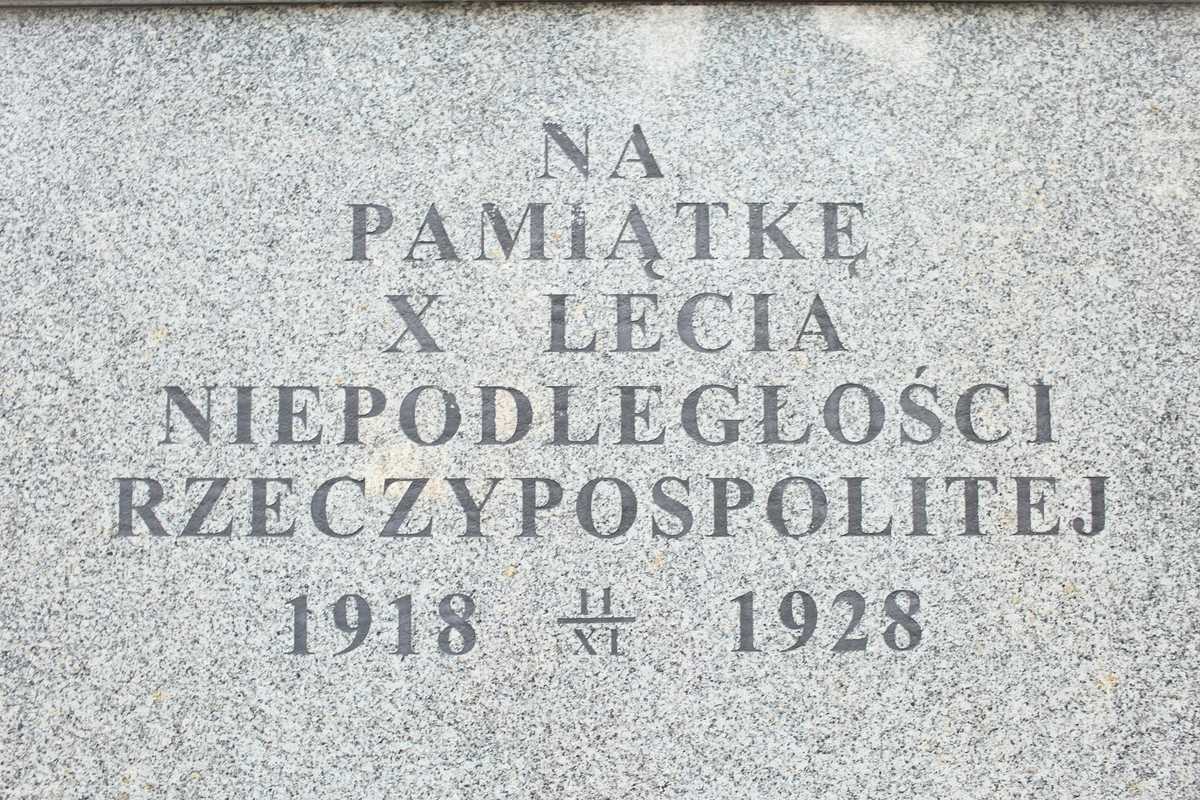 NA
PAMIĄTKĘ
X LECIA
NIEPODLEGŁOŚCI
RZECZYPOSPOLITEJ
1918 11/XI 1928